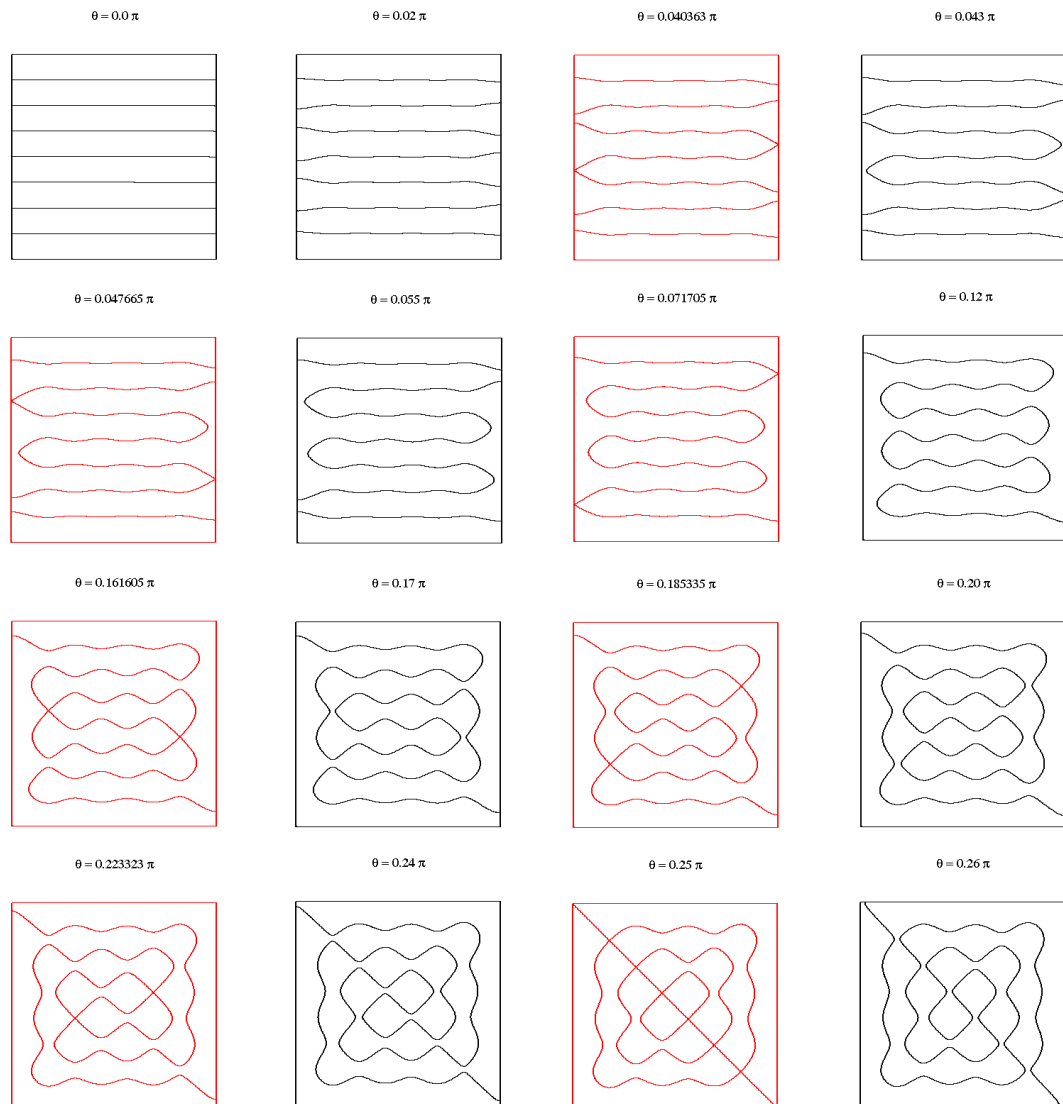 θ = 0.0 π
θ = 0.02 π
θ = 0.040363 π
θ = 0.043 π
θ = 0.047665 π
θ = 0.055 π
θ = 0.071705 π
θ = 0.12 π
θ = 0.161605 π
θ = 0.17 π
θ = 0.185335 π
θ = 0.20 π
θ = 0.223323 π
θ = 0.24 π
θ = 0.25 π
θ = 0.26 π